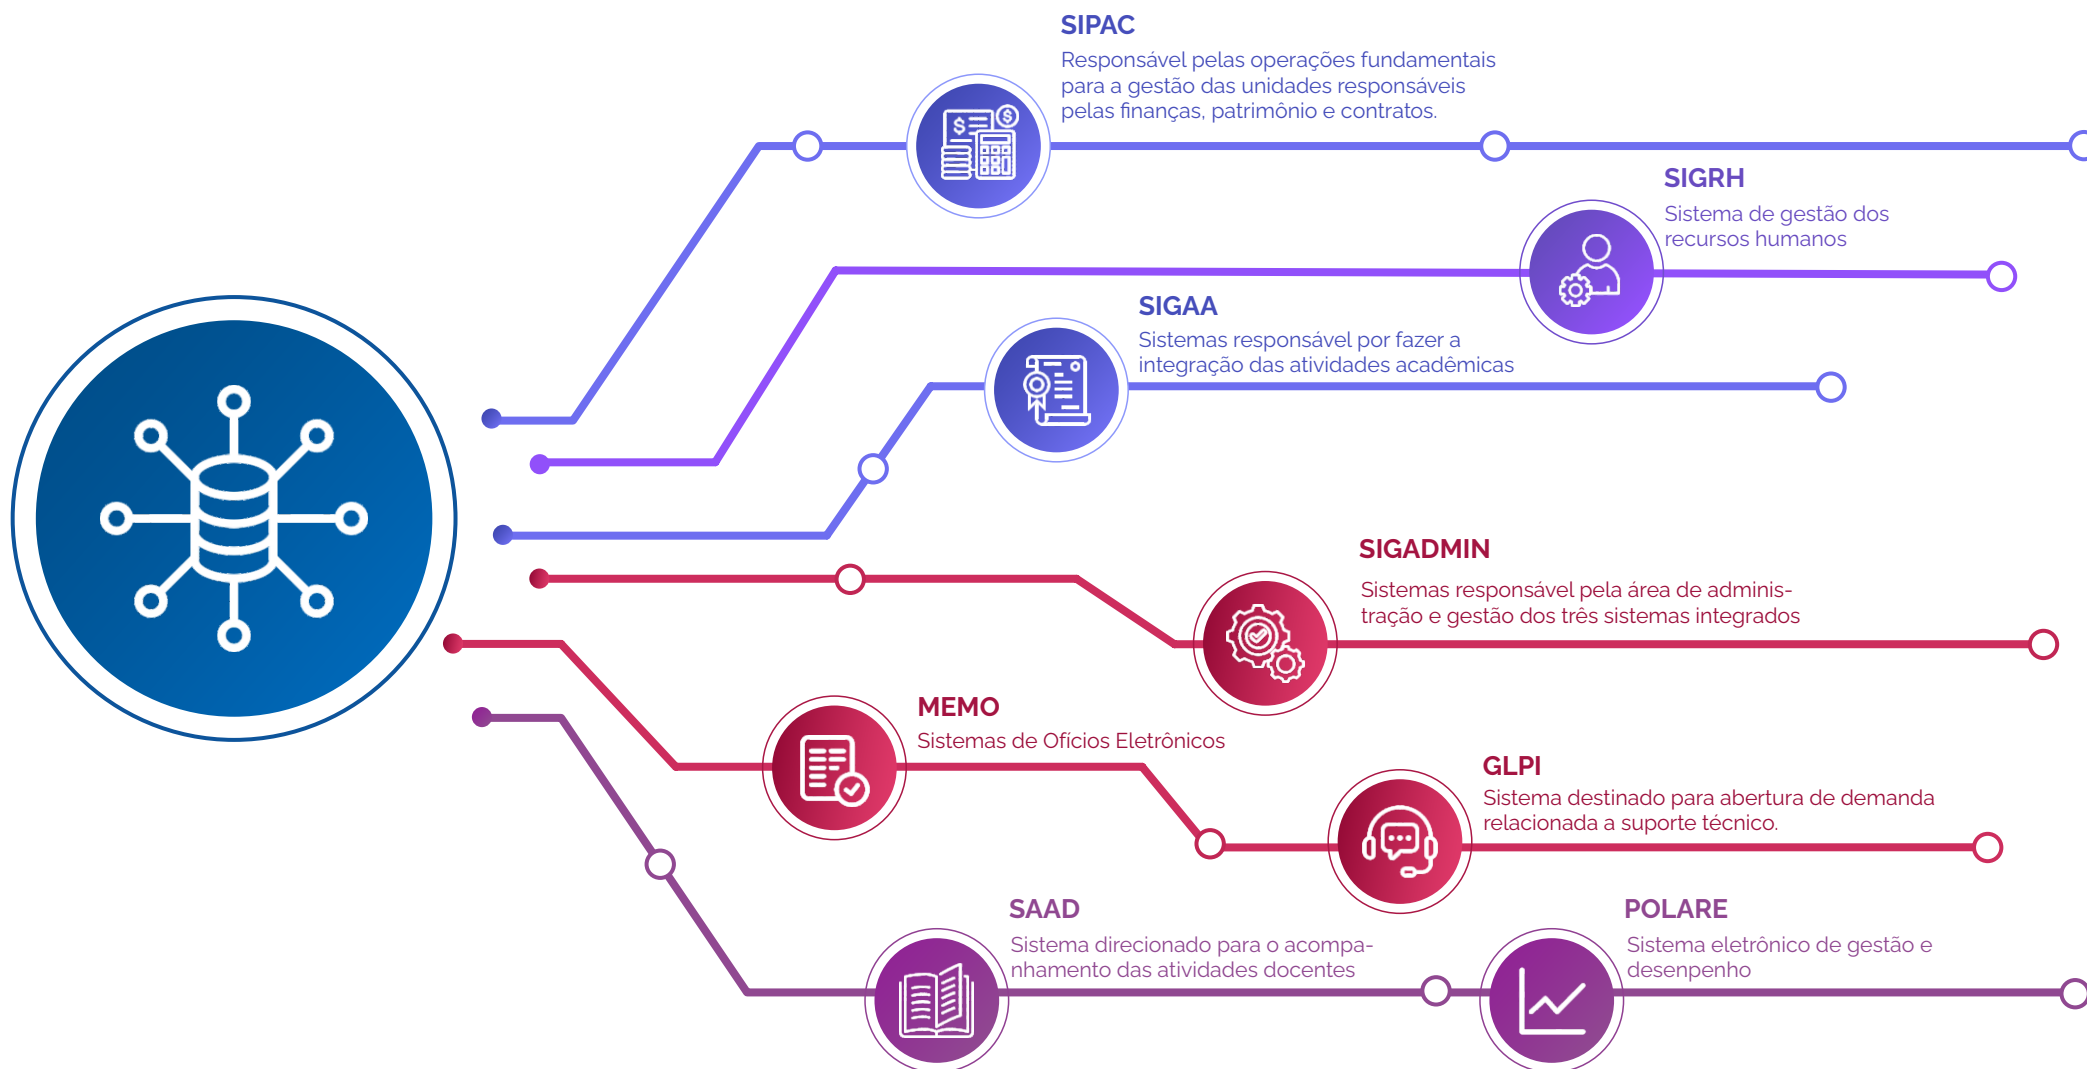 SIPAC
Responsável pelas operações fundamentais
para a gestão das unidades responsáveis
pelas finanças, patrimônio e contratos.
SIGRH
Sistema de gestão dos
recursos humanos
SIGAA
Sistemas responsável por fazer a
integração das atividades acadêmicas
SIGADMIN
Sistemas responsável pela área de adminis-
tração e gestão dos três sistemas integrados
MEMO
Sistemas de Ofícios Eletrônicos
GLPI
Sistema destinado para abertura de demanda
relacionada a suporte técnico.
SAAD
Sistema direcionado para o acompa-
nhamento das atividades docentes
POLARE
Sistema eletrônico de gestão e
desenpenho